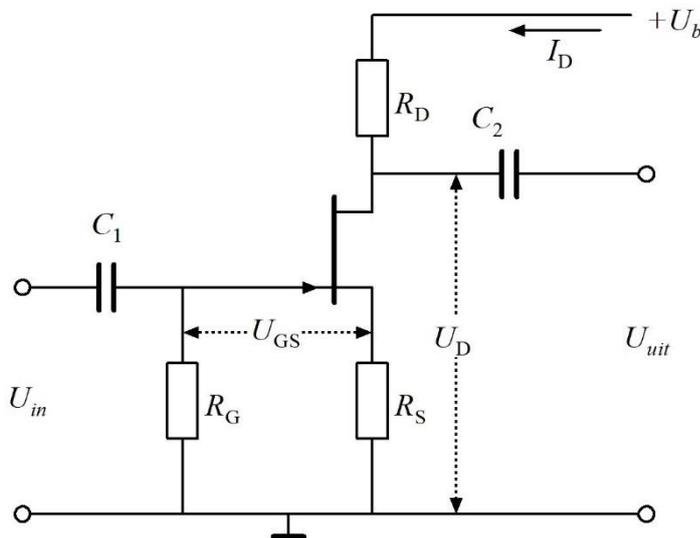 +U_b
I_D
R_D
C_2
C_1
U_GS
U_D
U_uit
U_in
R_G
R_S